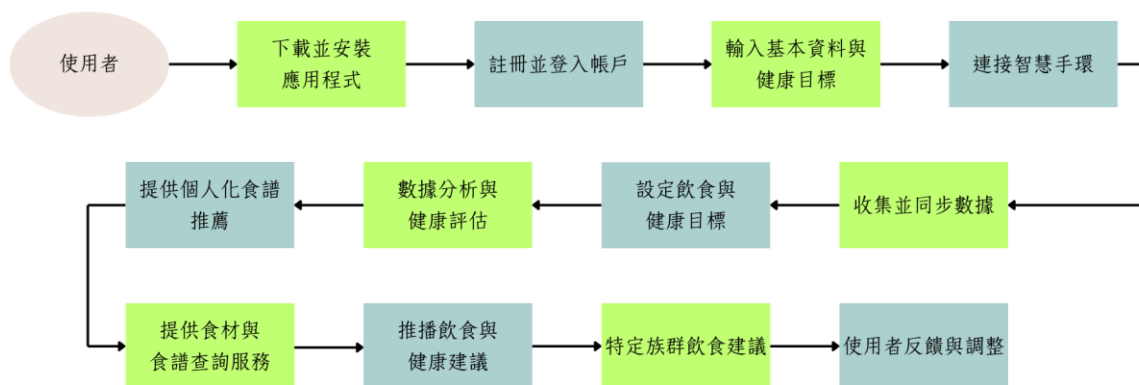 使用者
下載並安裝
應用程式
註冊並登入帳戶
輸入基本資料與
健康目標
連接智慧手環
收集並同步數據
設定飲食與
健康目標
數據分析與
健康評估
提供個人化食譜
推薦
提供食材與
食譜查詢服務
推播飲食與
健康建議
特定族群飲食建議
使用者反饋與調整